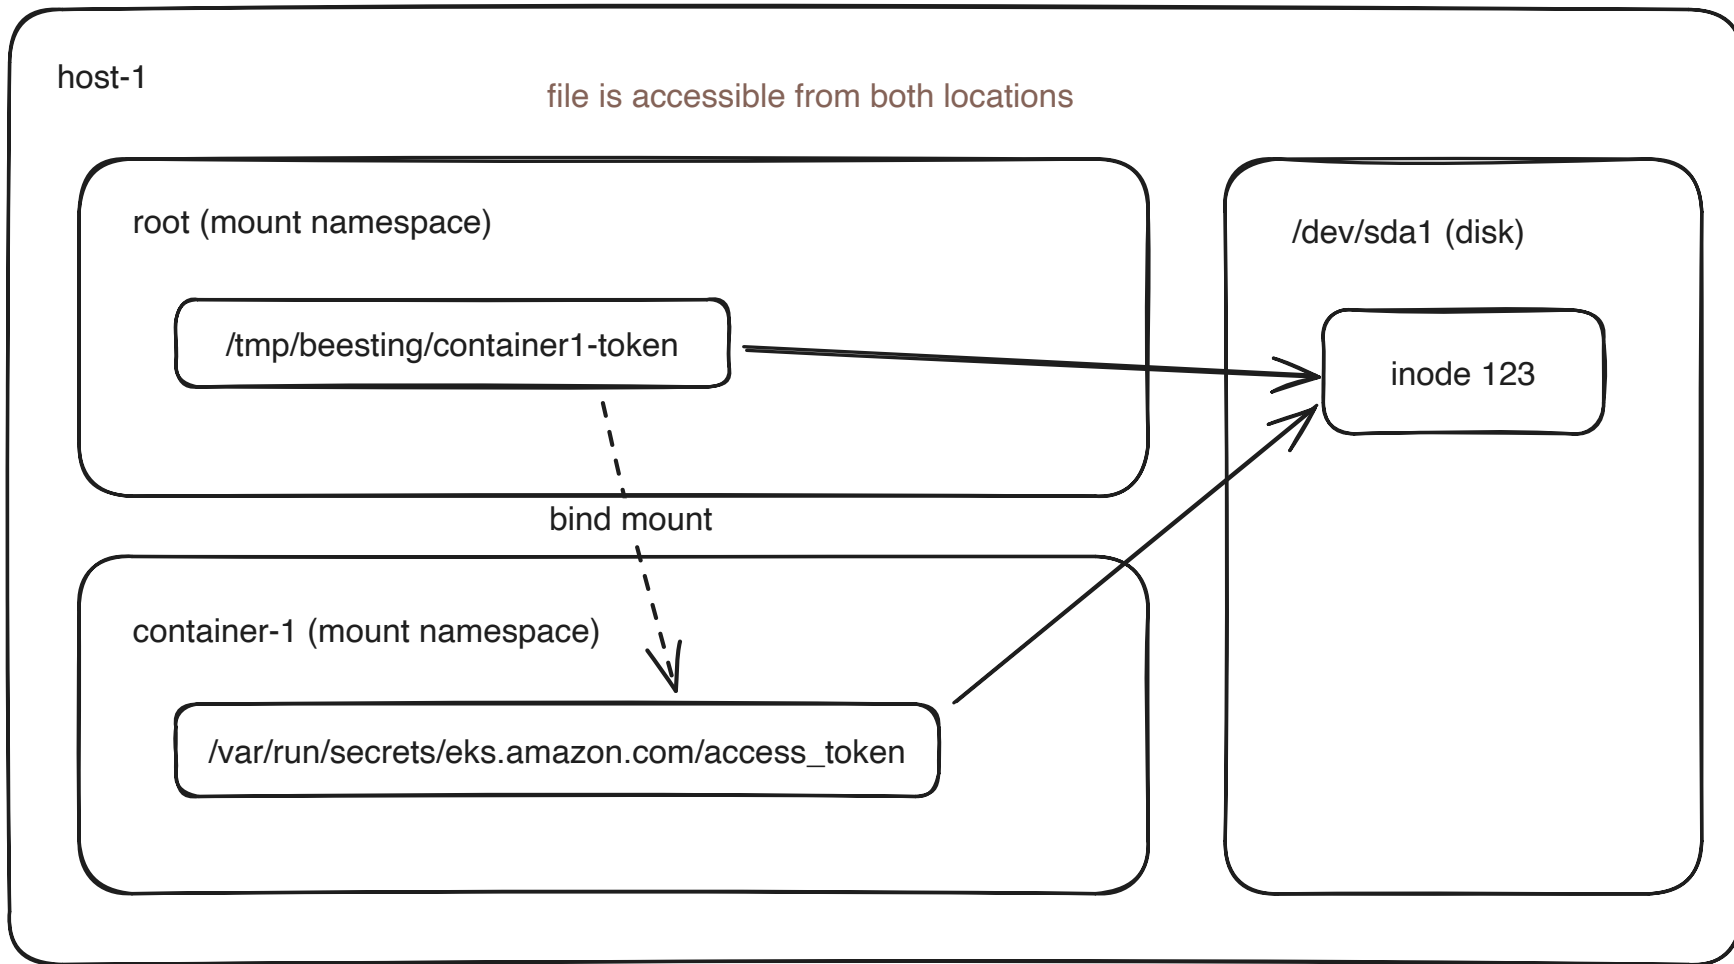 host-1
file is accessible from both locations
root (mount namespace)
/dev/sda1 (disk)
/tmp/beesting/container1-token
inode 123
bind mount
container-1 (mount namespace)
/var/run/secrets/eks.amazon.com/access_token